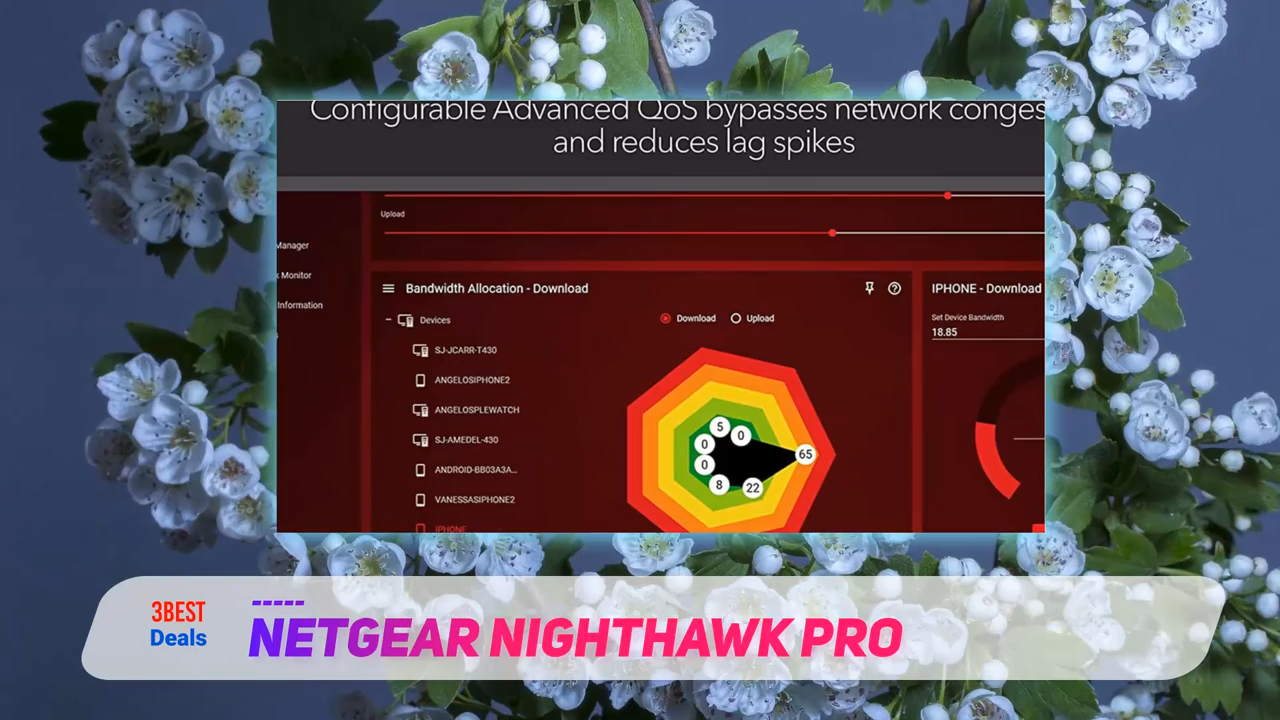 Configurable Advanced QoS bypasses network conges
and reduces lag spikes
Upload
Manager
Monitor
Information
Bandwidth Allocation - Download
IPHONE - Download
Devices
Download
Upload
Set Device Bandwidth
18.85
SJ-JCARR-T430
ANGELOSIPHONE2
ANGELOSPLEWATCH
SJ-AMEDEL-430
ANDROID-BB03A3A...
VANESSASIPHONE2
IPHONE
5
0
0
65
0
8
22
3BEST
Deals
NETGEAR NIGHTHAWK PRO